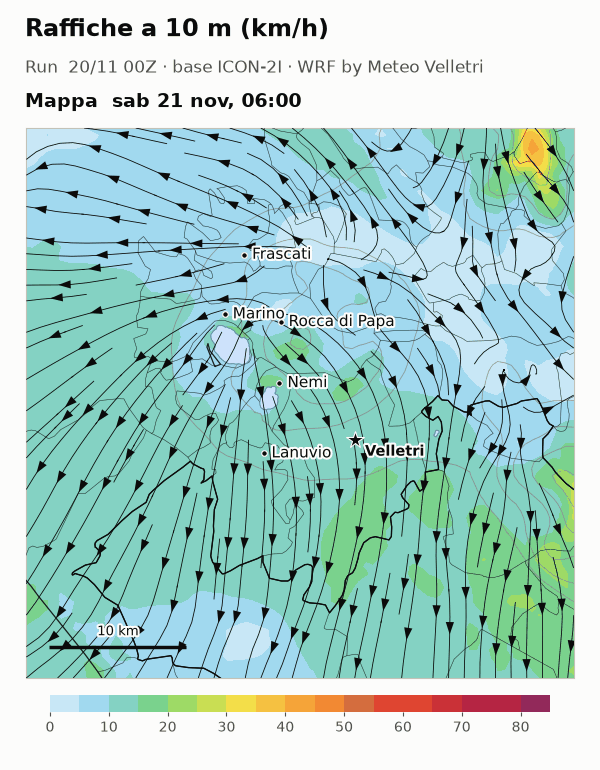 Raffiche a 10 m (km/h)
Run  20/11 00Z · base ICON-2I · WRF by Meteo Velletri
Mappa  sab 21 nov, 06:00
Frascati
Marino
Rocca di Papa
Nemi
Velletri
Lanuvio
10 km
0 10 20 30 40 50 60 70 80